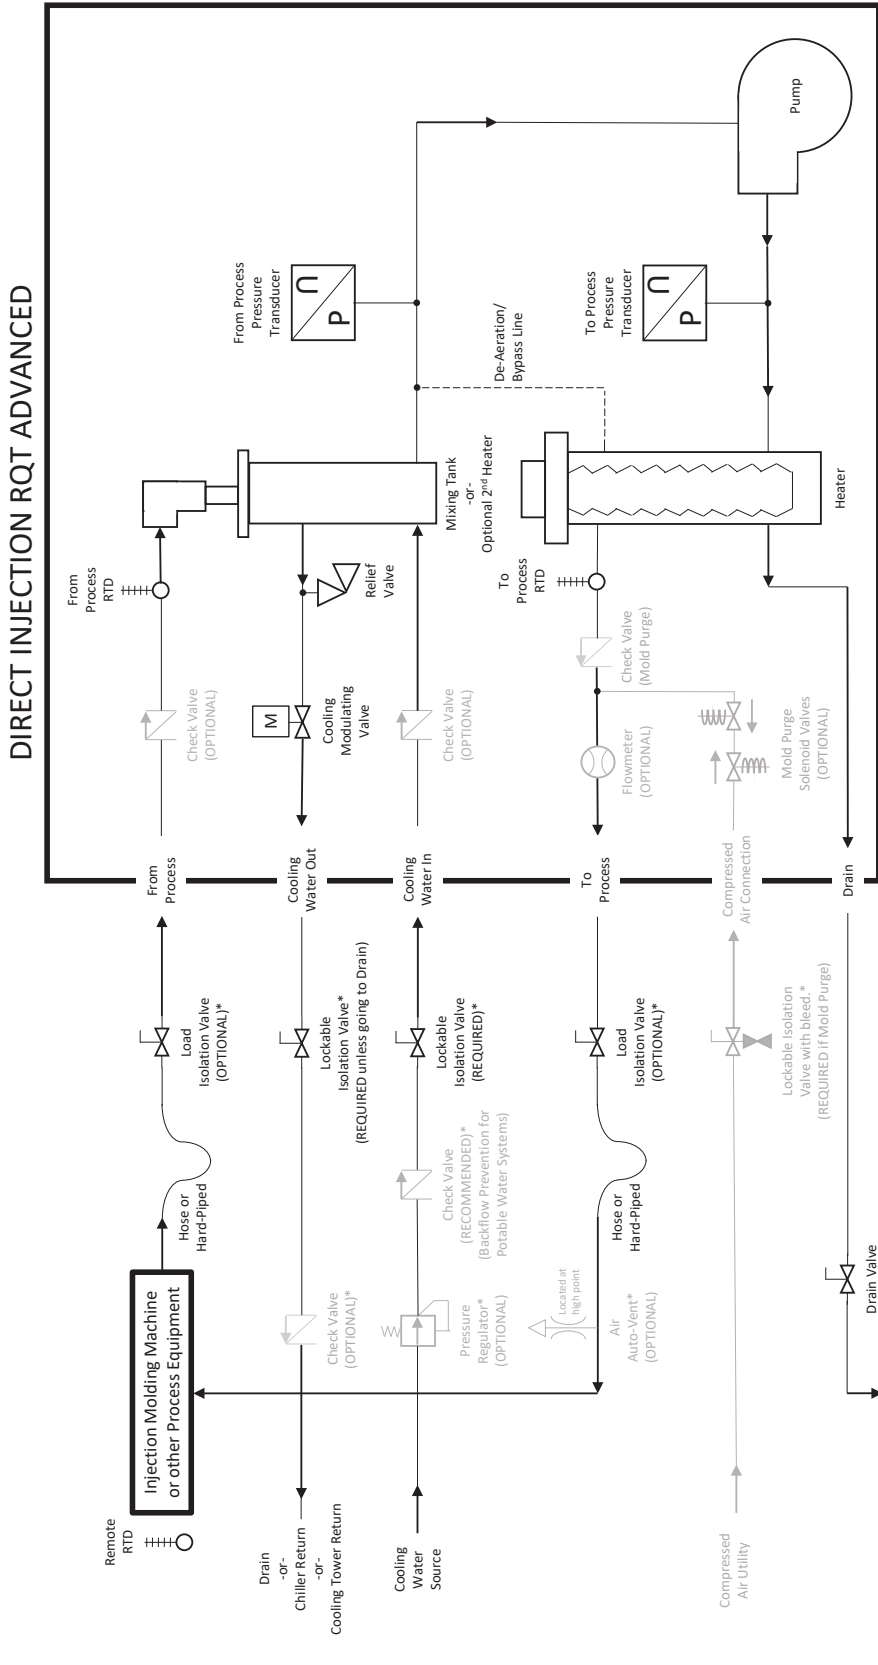 DIRECT INJECTION RQT ADVANCED
Remote
RTD
Injection Molding Machine
or other Process Equipment
Hose or
Hard-Piped
Load
Isolation Valve
(OPTIONAL)*
From
Process
Check Valve
(OPTIONAL)
From
Process
RTD
Drain
-or-
Chiller Return
-or-
Cooling Tower Return
Check Valve
(OPTIONAL)*
Lockable
Isolation Valve*
(REQUIRED unless going to Drain)
Cooling
Water Out
M
Cooling
Modulating
Valve
Relief
Valve
From Process
Pressure
Transducer
P
U
Cooling
Water
Source
Pressure
Regulator*
(OPTIONAL)
Check Valve
(RECOMMENDED)*
(Backflow Prevention for
Potable Water Systems)
Lockable
Isolation Valve
(REQUIRED)*
Cooling
Water In
Check Valve
(OPTIONAL)
Mixing Tank
-or-
Optional 2nd Heater
De-Aeration/
Bypass Line
Located at
high point
Air
Auto-Vent*
(OPTIONAL)
Hose or
Hard-Piped
Load
Isolation Valve
(OPTIONAL)*
To
Process
Flowmeter
(OPTIONAL)
Check Valve
(Mold Purge)
To
Process
RTD
To Process
Pressure
Transducer
P
U
Pump
Compressed
Air Utility
Lockable Isolation
Valve with bleed.*
(REQUIRED if Mold Purge)
Compressed
Air Connection
Mold Purge
Solenoid Valves
(OPTIONAL)
Heater
Drain Valve
Drain